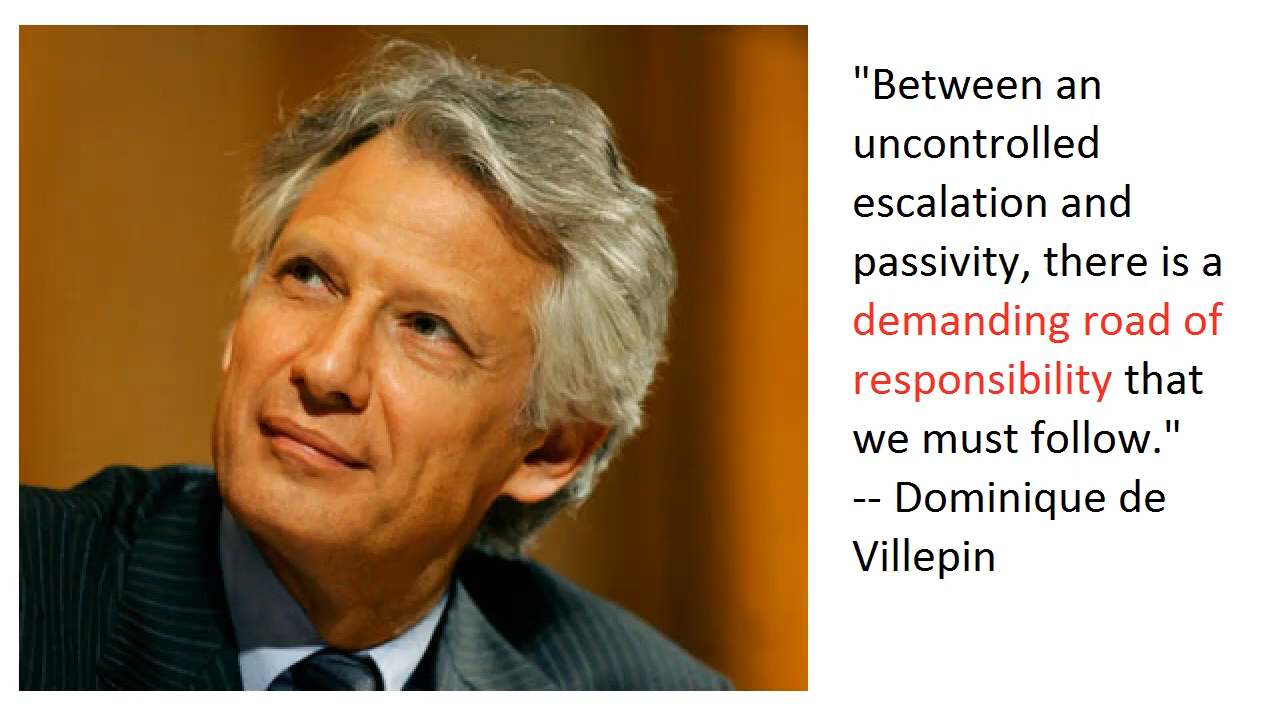 "Between an
uncontrolled
escalation and
passivity, there is a
demanding road of
responsibility that
we must follow."
-- Dominique de
Villepin